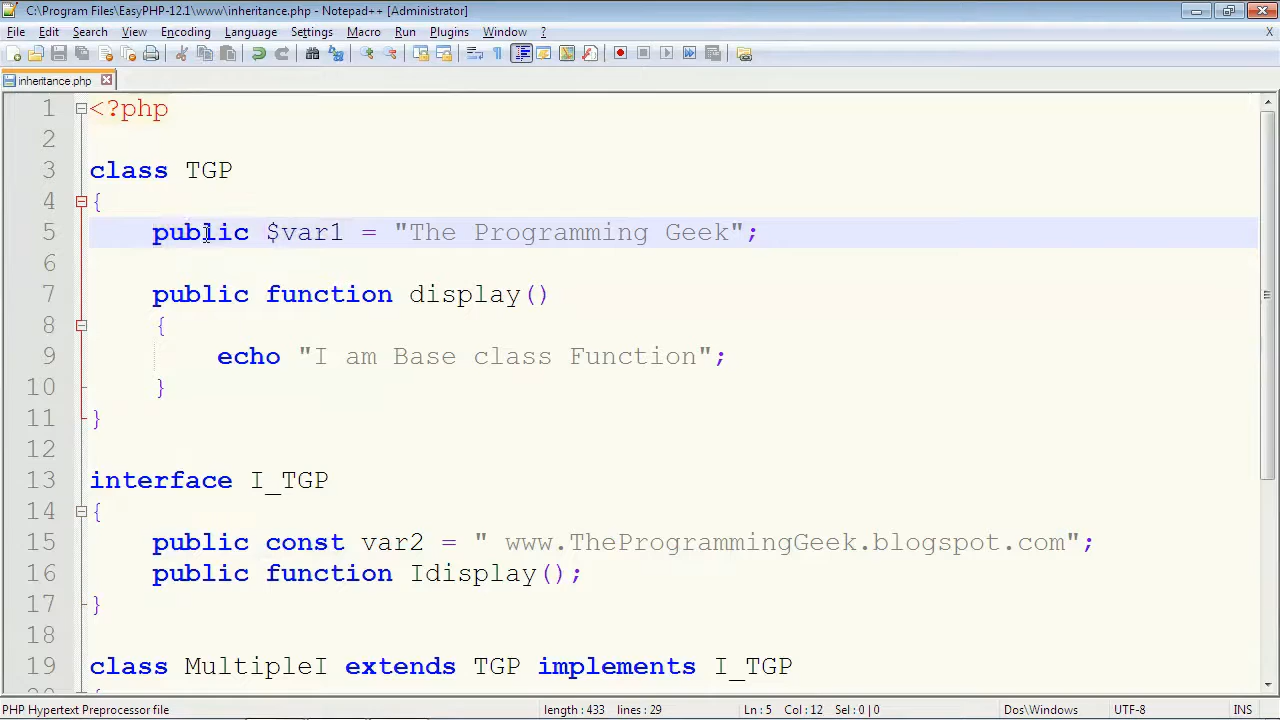 C:\Program Files\EasyPHP-12.1\www\inheritance.php - Notepad++ [Administrator]
File Edit Search View Encoding Language Settings Macro Run Plugins Window ? X
inheritance.php
1 <?php
2
3 class TGP
4 {
5 public $var1 = "The Programming Geek";
6
7 public function display()
8 {
9 echo "I am Base class Function";
10 }
11 }
12
13 interface I_TGP
14 {
15 public const var2 = " www.TheProgrammingGeek.blogspot.com";
16 public function Idisplay();
17 }
18
19 class MultipleI extends TGP implements I_TGP
PHP Hypertext Preprocessor file length : 433 lines : 29 Ln : 5 Col : 12 Sel : 0 | 0 Dos\Windows UTF-8 INS